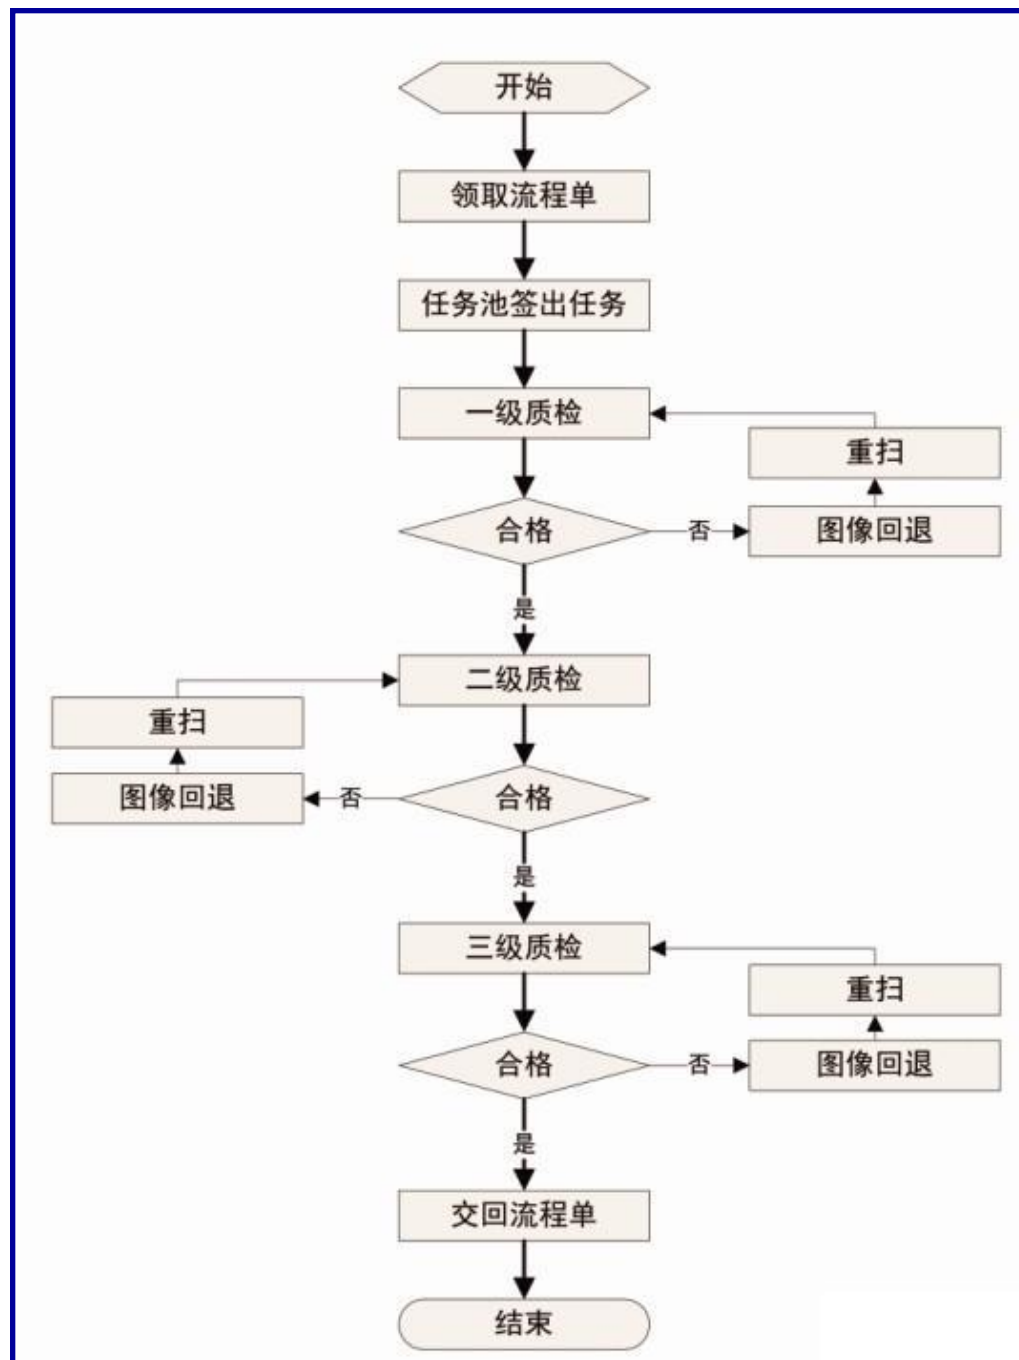 开始
领取流程单
任务池签出任务
一级质检
重扫
合格
否
图像回退
是
二级质检
重扫
图像回退
否
合格
是
三级质检
重扫
合格
否
图像回退
是
交回流程单
结束